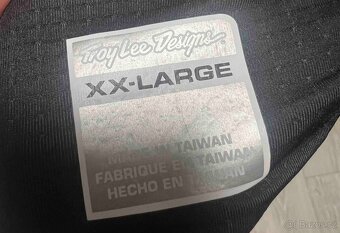 Troy Lee Designs
XX-LARGE
MADE IN TAIWAN
FABRIQUE EN TAIWAN
HECHO EN TAIWAN